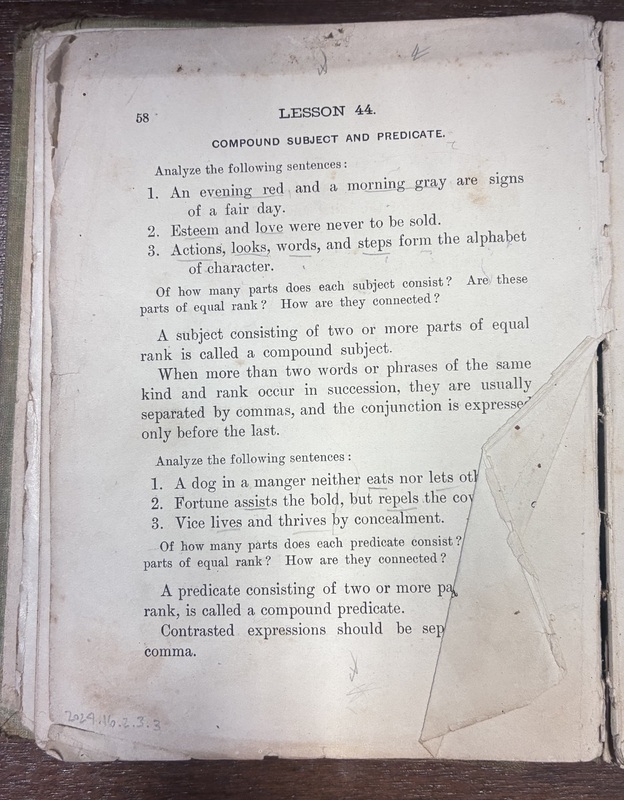 58
LESSON 44.
COMPOUND SUBJECT AND PREDICATE.
Analyze the following sentences:
1. An evening red and a morning gray are signs
of a fair day.
2. Esteem and love were never to be sold.
3. Actions, looks, words, and steps form the alphabet
of character.
Of how many parts does each subject consist? Are these
parts of equal rank? How are they connected?
A subject consisting of two or more parts of equal
rank is called a compound subject.
When more than two words or phrases of the same
kind and rank occur in succession, they are usually
separated by commas, and the conjunction is expressed
only before the last.
Analyze the following sentences:
1. A dog in a manger neither eats nor lets
2. Fortune assists the bold, but repels the
3. Vice lives and thrives by concealment.
Of how many parts does each predicate consist?
parts of equal rank? How are they connected?
A predicate consisting of two or more
rank, is called a compound predicate.
Contrasted expressions should be
comma.
2024.16.2.3.3